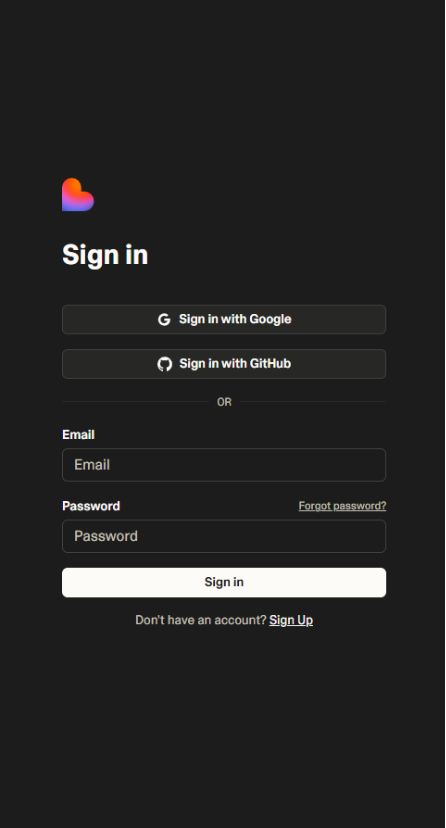 Sign in
Sign in with Google
Sign in with GitHub
OR
Email
Email
Password Forgot password?
Password
Sign in
Don't have an account? Sign Up